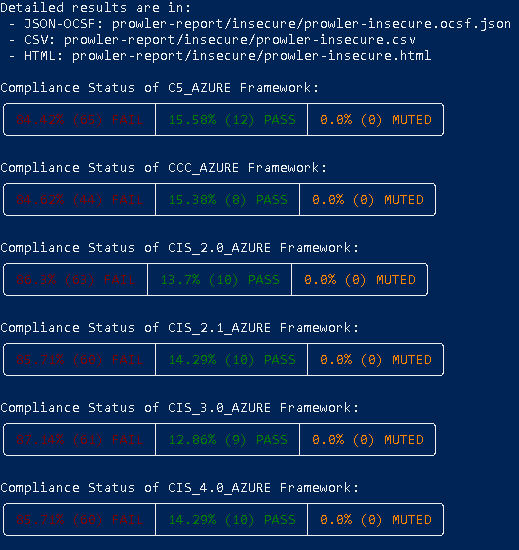 Detailed results are in:
- JSON-OCSF: prowler-report/insecure/prowler-insecure.ocsf.json
- CSV: prowler-report/insecure/prowler-insecure.csv
- HTML: prowler-report/insecure/prowler-insecure.html
Compliance Status of C5_AZURE Framework:
84.42% (65) FAIL 15.58% (12) PASS 0.0% (0) MUTED
Compliance Status of CCC_AZURE Framework:
84.62% (44) FAIL 15.38% (8) PASS 0.0% (0) MUTED
Compliance Status of CIS_2.0_AZURE Framework:
86.3% (63) FAIL 13.7% (10) PASS 0.0% (0) MUTED
Compliance Status of CIS_2.1_AZURE Framework:
85.71% (60) FAIL 14.29% (10) PASS 0.0% (0) MUTED
Compliance Status of CIS_3.0_AZURE Framework:
87.14% (61) FAIL 12.86% (9) PASS 0.0% (0) MUTED
Compliance Status of CIS_4.0_AZURE Framework:
85.71% (60) FAIL 14.29% (10) PASS 0.0% (0) MUTED